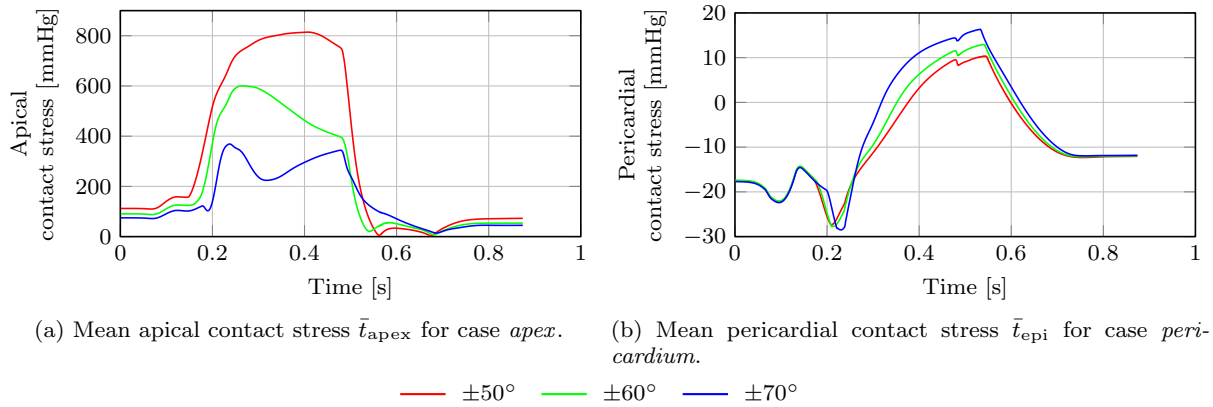 Apical
contact stress [mmHg]
800
600
400
200
0
0 0.2 0.4 0.6 0.8 1
Time [s]
Pericardial
contact stress [mmHg]
20
10
0
−10
−20
−30
0 0.2 0.4 0.6 0.8 1
Time [s]
(a) Mean apical contact stress t̄apex for case apex.
(b) Mean pericardial contact stress t̄epi for case peri-
cardium.
±50° ±60° ±70°